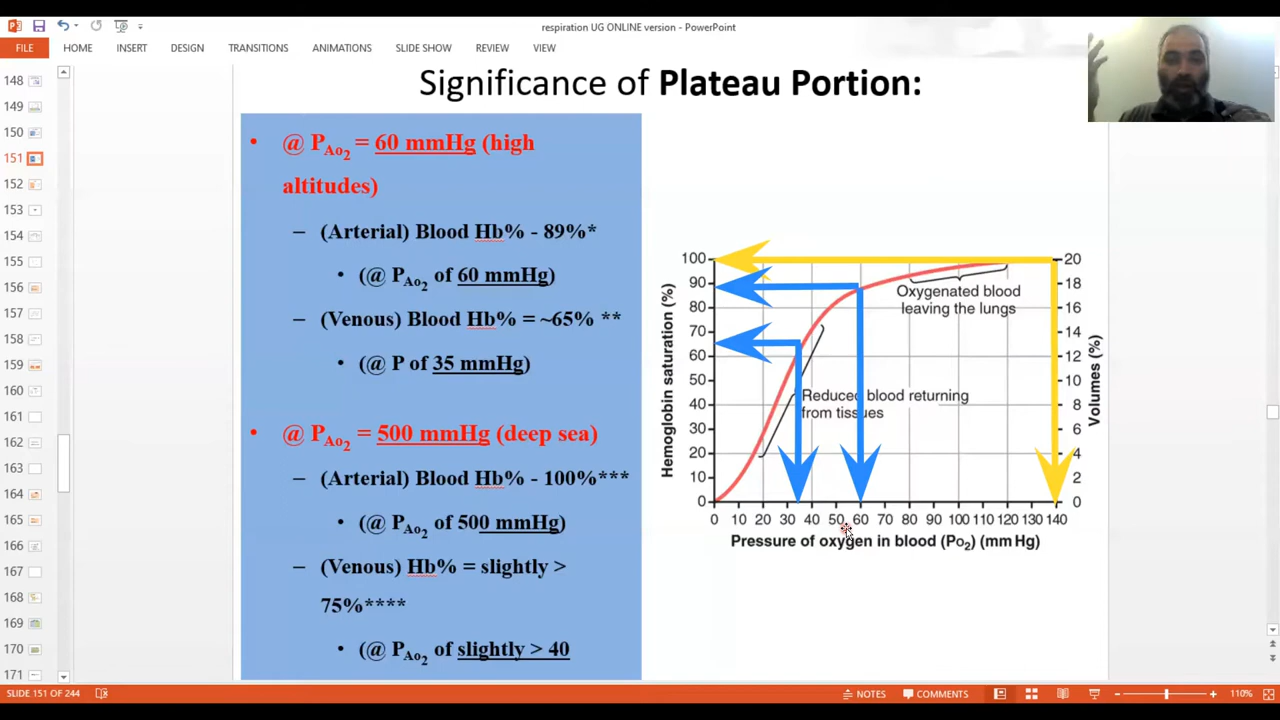 respiration UG ONLINE version - PowerPoint
FILE HOME INSERT DESIGN TRANSITIONS ANIMATIONS SLIDE SHOW REVIEW VIEW
148
149
150
151
152
153
154
155
156
157
158
159
160
161
162
163
164
165
166
167
168
169
170
171
Significance of Plateau Portion:
• @ PAo2 = 60 mmHg (high
altitudes)
– (Arterial) Blood Hb% - 89%*
• (@ PAo2 of 60 mmHg)
– (Venous) Blood Hb% = ~65% **
• (@ P of 35 mmHg)
• @ PAo2 = 500 mmHg (deep sea)
– (Arterial) Blood Hb% - 100%***
• (@ PAo2 of 500 mmHg)
– (Venous) Hb% = slightly >
75%****
• (@ PAo2 of slightly > 40
Hemoglobin saturation (%)
100
90
80
70
60
50
40
30
20
10
0
Oxygenated blood
leaving the lungs
Reduced blood returning
from tissues
20
18
16
14
12
10
8
6
4
2
0
Volumes (%)
0 10 20 30 40 50 60 70 80 90 100 110 120 130 140
Pressure of oxygen in blood (Po2) (mm Hg)
SLIDE 151 OF 244
NOTES COMMENTS 110%